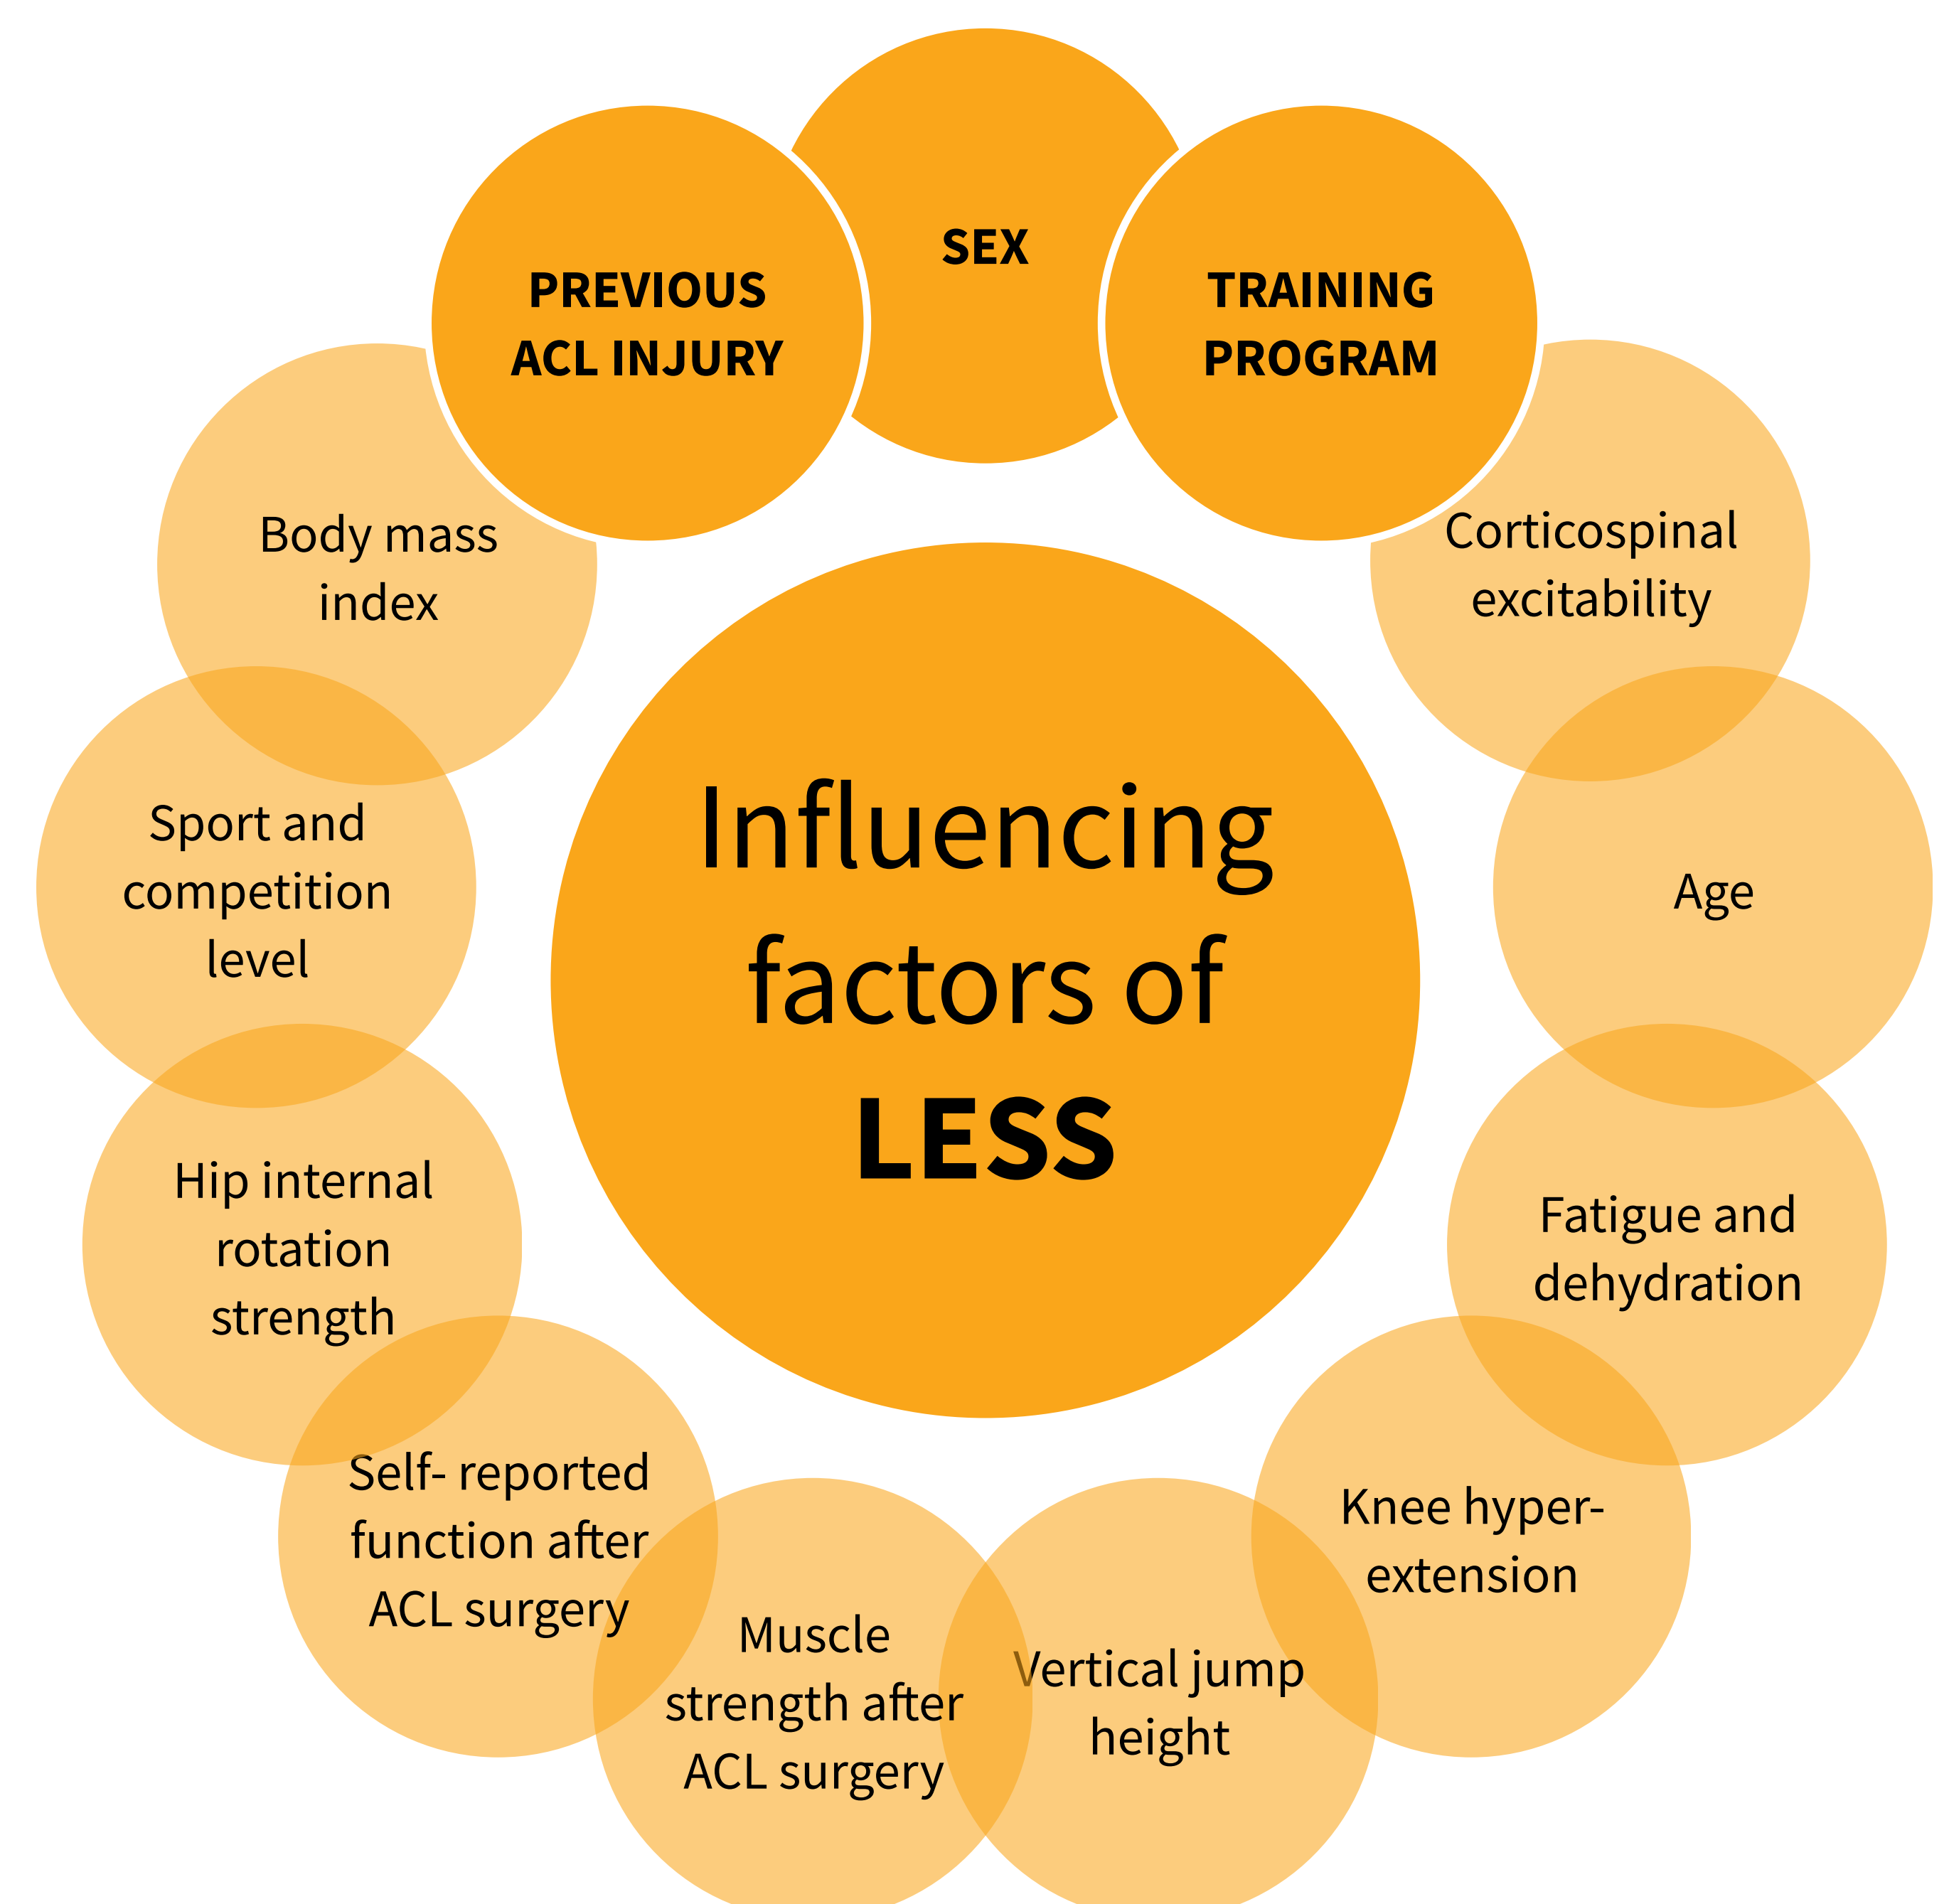 SEX
PREVIOUS
ACL INJURY
TRAINING
PROGRAM
Body mass
index
Corticospinal
excitability
Sport and
competition
level
Age
Influencing
factors of
LESS
Hip internal
rotation
strength
Fatigue and
dehydration
Self- reported
function after
ACL surgery
Knee hyper-
extension
Muscle
strength after
ACL surgery
Vertical jump
height